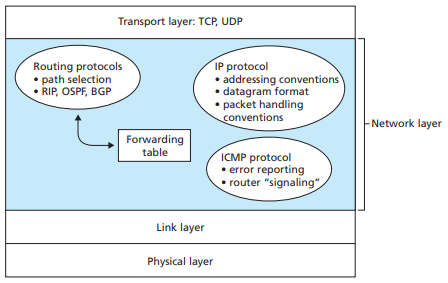 Transport layer: TCP, UDP
Routing protocols
• path selection
• RIP, OSPF, BGP
IP protocol
• addressing conventions
• datagram format
• packet handling
conventions
Network layer
Forwarding
table
ICMP protocol
• error reporting
• router “signaling”
Link layer
Physical layer